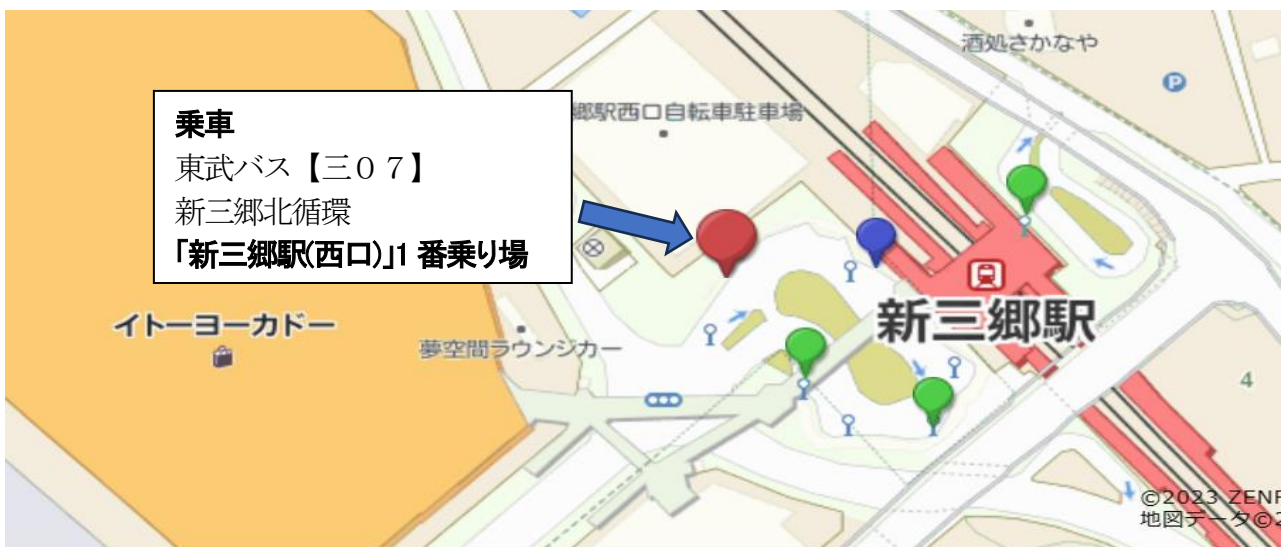 酒処さかなや
P
郷駅西口自転車駐車場
乗車
東武バス【三０７】
新三郷北循環
「新三郷駅(西口)」1 番乗り場
新三郷駅
イトーヨーカドー
夢空間ラウンジカー
4
©2023 ZENR
地図データ©2